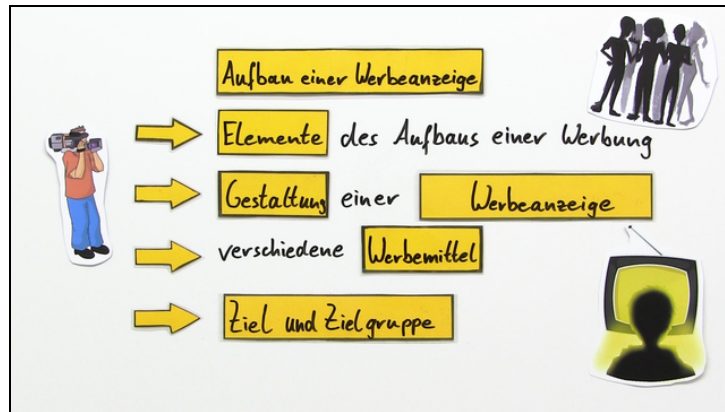 Aufbau einer Werbeanzeige
Elemente des Aufbaus einer Werbung
Gestaltung einer Werbeanzeige
verschiedene Werbemittel
Ziel und Zielgruppe